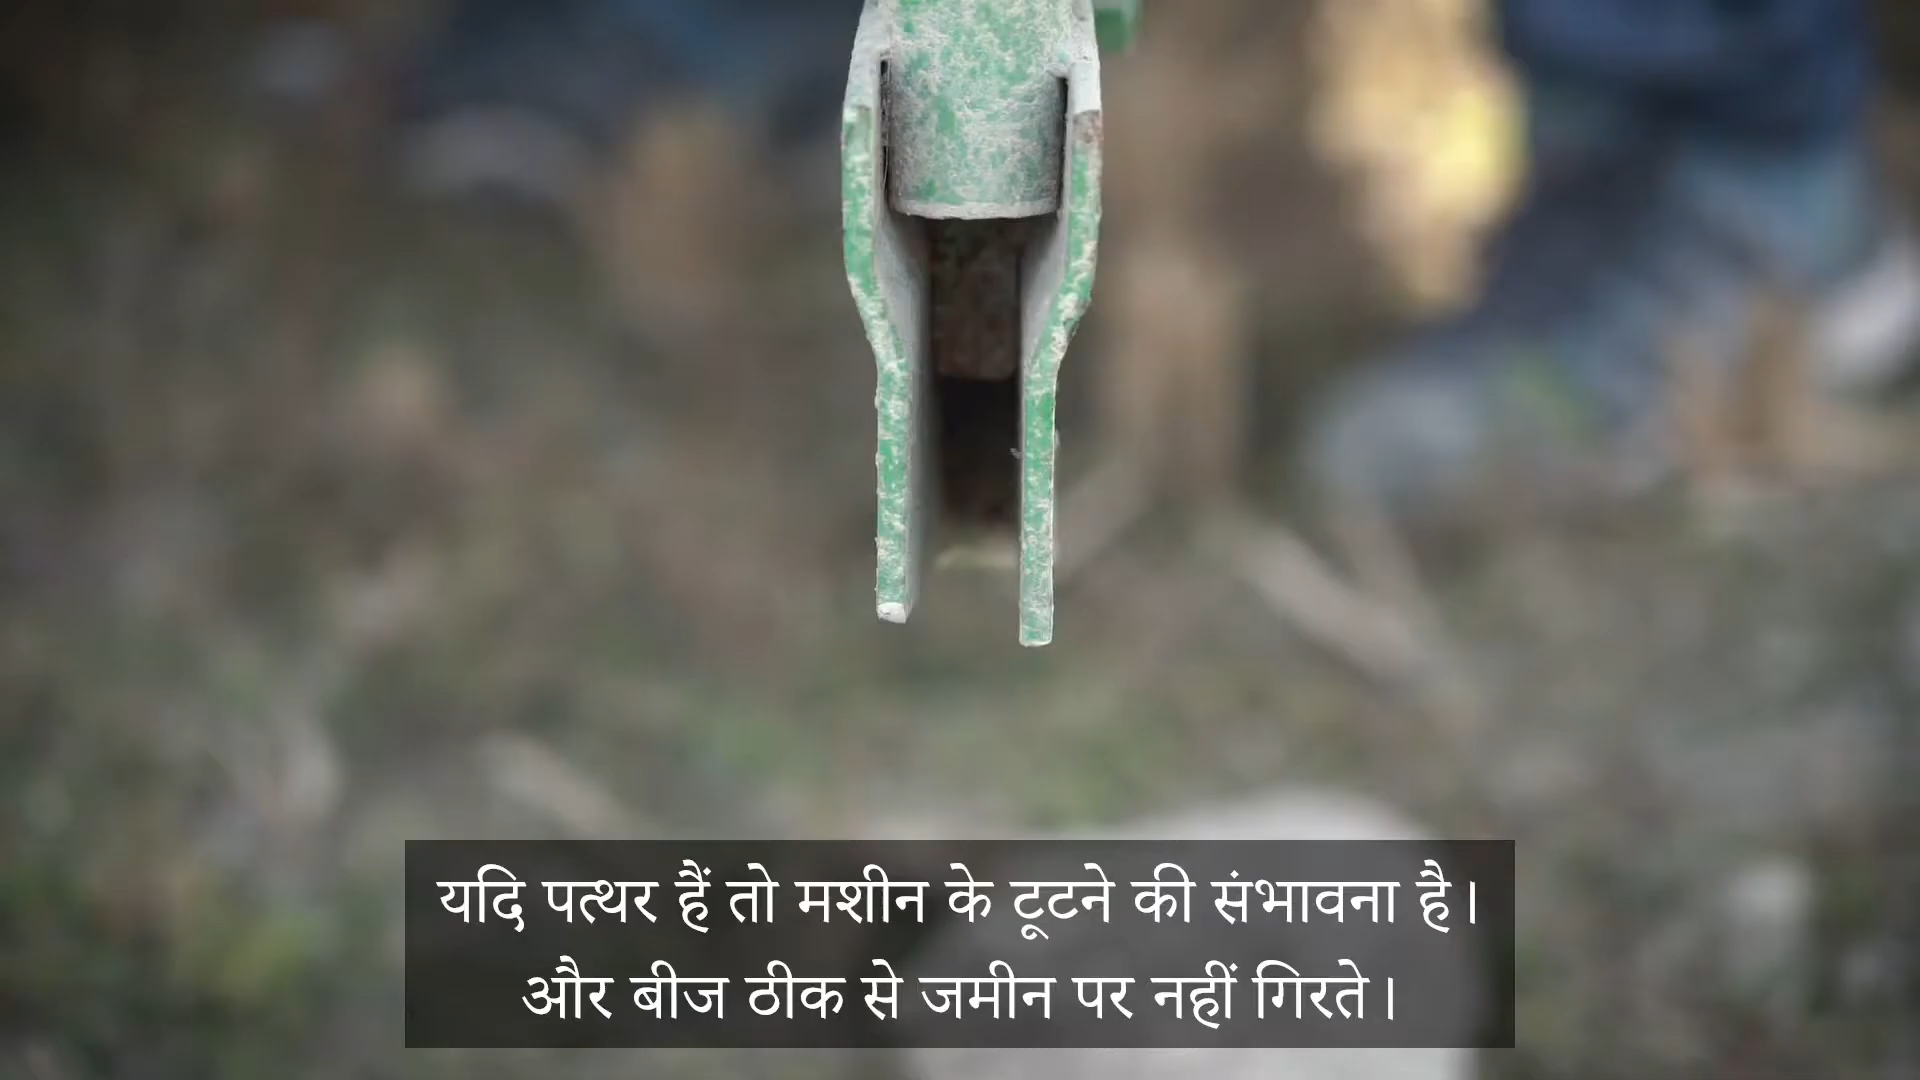 यदि पत्थर हैं तो मशीन के टूटने की संभावना है।
और बीज ठीक से जमीन पर नहीं गिरते।